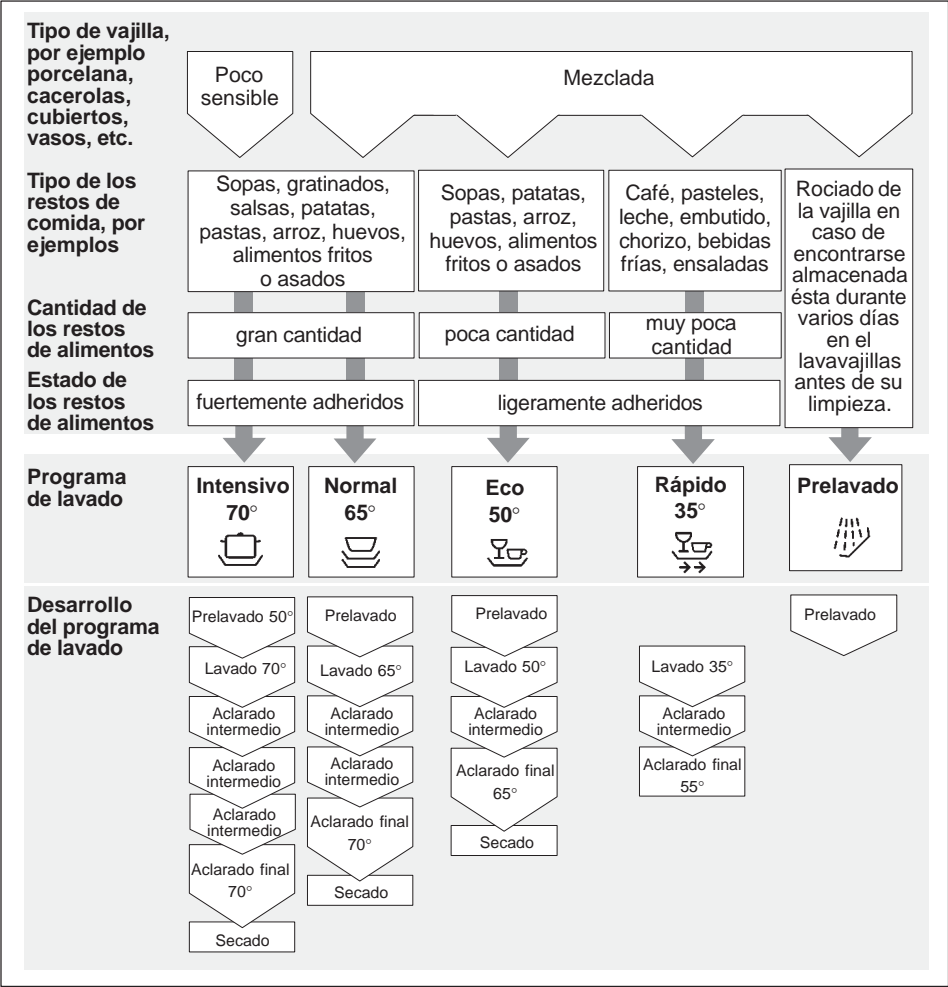 Tipo de vajilla,
por ejemplo
porcelana,
cacerolas,
cubiertos,
vasos, etc.
Poco
sensible
Mezclada
Tipo de los
restos de
comida, por
ejemplos
Sopas, gratinados,
salsas, patatas,
pastas, arroz, huevos,
alimentos fritos
o asados
Sopas, patatas,
pastas, arroz,
huevos, alimentos
fritos o asados
Café, pasteles,
leche, embutido,
chorizo, bebidas
frías, ensaladas
Rociado de
la vajilla en
caso de
encontrarse
almacenada
ésta durante
varios días
en el
lavavajillas
antes de su
limpieza.
Cantidad de
los restos
de alimentos
gran cantidad
poca cantidad
muy poca
cantidad
Estado de
los restos
de alimentos
fuertemente adheridos
ligeramente adheridos
Programa
de lavado
Intensivo
70°
Normal
65°
Eco
50°
Rápido
35°
Prelavado
Desarrollo
del programa
de lavado
Prelavado 50°
Lavado 70°
Aclarado
intermedio
Aclarado
intermedio
Aclarado
intermedio
Aclarado final
70°
Secado
Prelavado
Lavado 65°
Aclarado
intermedio
Aclarado
intermedio
Aclarado final
70°
Secado
Prelavado
Lavado 50°
Aclarado
intermedio
Aclarado final
65°
Secado
Lavado 35°
Aclarado
intermedio
Aclarado final
55°
Prelavado